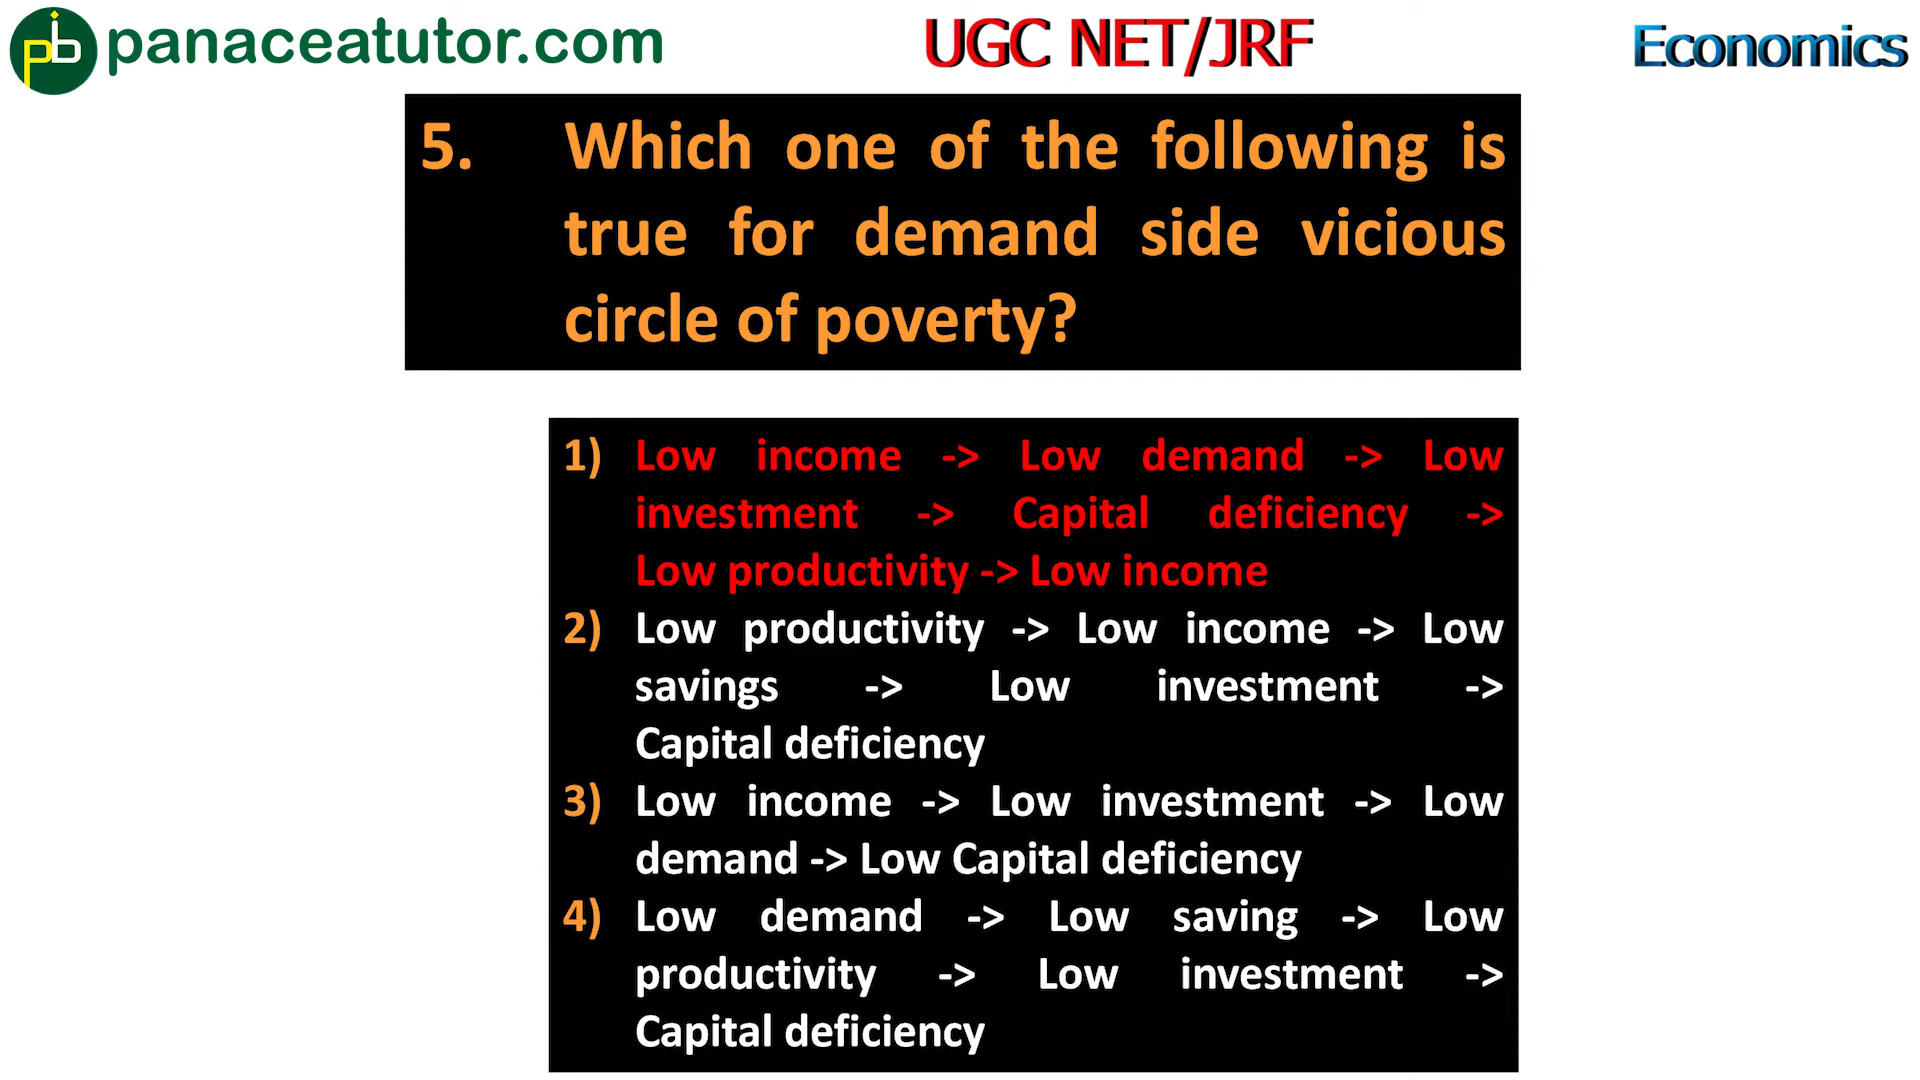 pb panaceatutor.com UGC NET/JRF Economics
5. Which one of the following is
true for demand side vicious
circle of poverty?
1) Low income -> Low demand -> Low
investment -> Capital deficiency ->
Low productivity -> Low income
2) Low productivity -> Low income -> Low
savings -> Low investment ->
Capital deficiency
3) Low income -> Low investment -> Low
demand -> Low Capital deficiency
4) Low demand -> Low saving -> Low
productivity -> Low investment ->
Capital deficiency